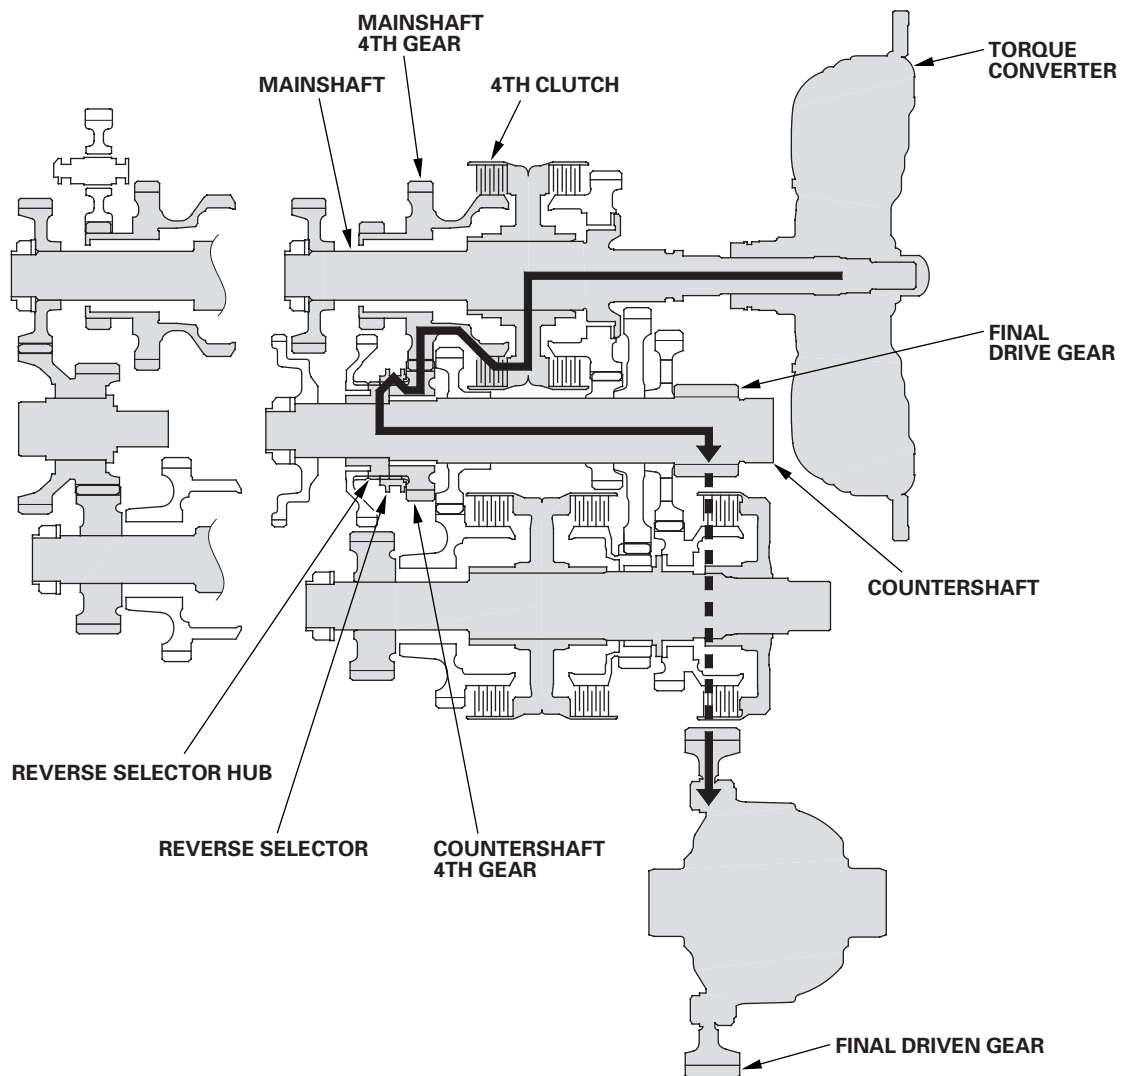 MAINSHAFT
4TH GEAR
MAINSHAFT
4TH CLUTCH
TORQUE
CONVERTER
FINAL
DRIVE GEAR
COUNTERSHAFT
REVERSE SELECTOR HUB
REVERSE SELECTOR
COUNTERSHAFT
4TH GEAR
FINAL DRIVEN GEAR